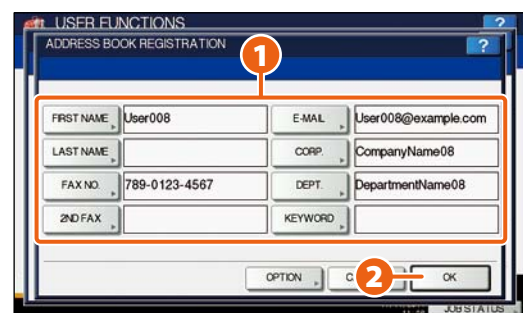 USER FUNCTIONS ?
ADDRESS BOOK REGISTRATION ?
1
FIRST NAME User008 E-MAIL User008@example.com
LAST NAME CORP. CompanyName08
FAX NO. 789-0123-4567 DEPT. DepartmentName08
2ND FAX KEYWORD
OPTION C 2 OK
JOB STATUS